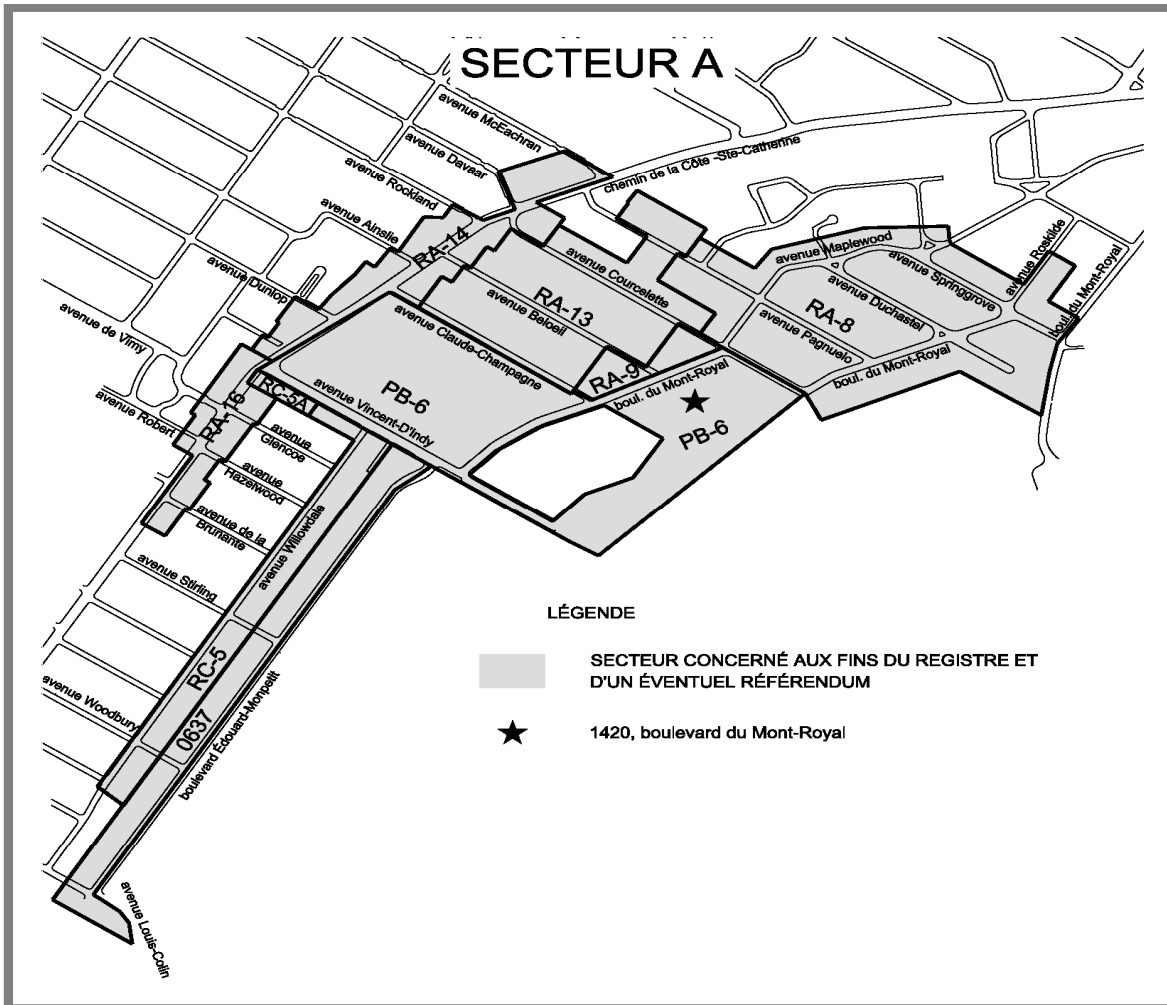 SECTEUR A
avenue McEachran
avenue Davaar
avenue Rockland
chemin de la Côte -Ste-Catherine
avenue Ainslie
RA-14
avenue Dunlop
avenue de Vimy
avenue Robert
avenue Courcelette
RA-13
avenue Beloeil
avenue Claude-Champagne
avenue Maplewood
avenue Springgrove
avenue Roskilde
boul. du Mont-Royal
avenue Duchastel
RA-8
avenue Pagnuelo
boul. du Mont-Royal
RA-9
boul. du Mont-Royal
PB-6
PB-6
avenue Vincent-D'Indy
RC-5A
RA-16
avenue
Glencoe
avenue
Hazelwood
avenue de la
Brunante
avenue Willowdale
avenue Stirling
RC-5
0637
avenue Woodbury
boulevard Édouard-Monpetit
avenue Louis-Colin
LÉGENDE
SECTEUR CONCERNÉ AUX FINS DU REGISTRE ET
D'UN ÉVENTUEL RÉFÉRENDUM
1420, boulevard du Mont-Royal